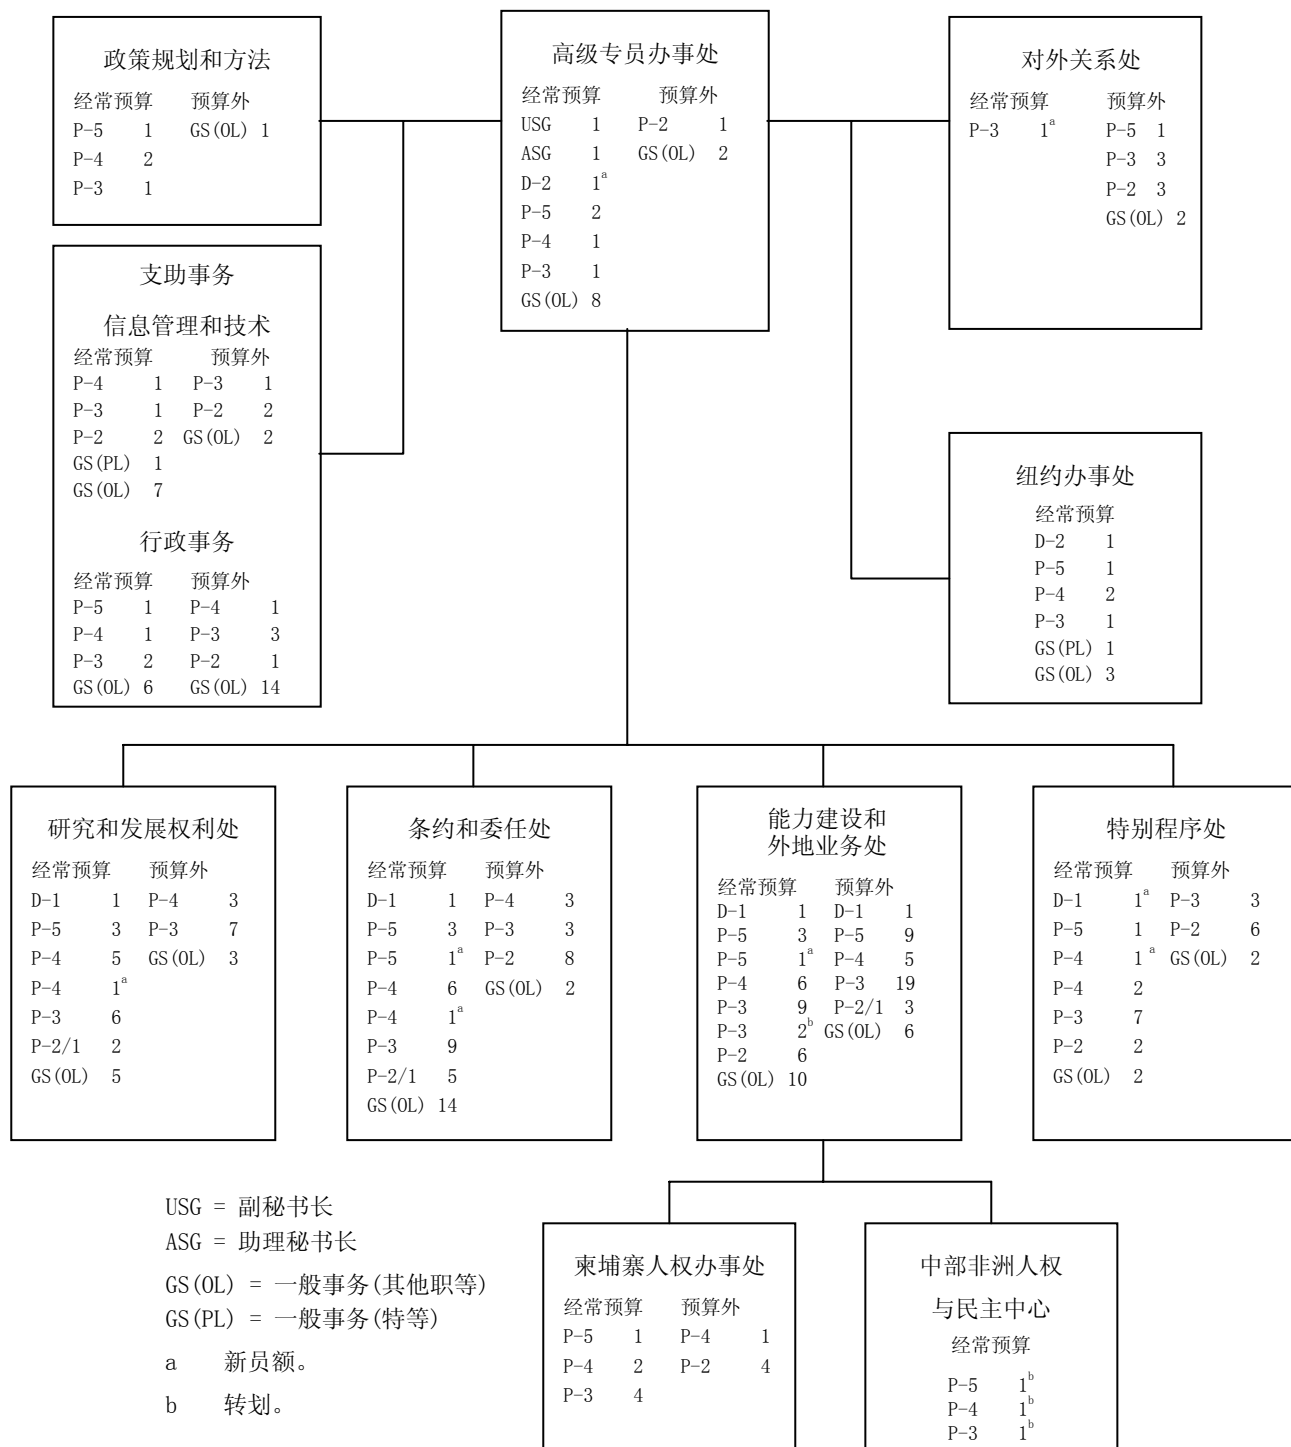 政策规划和方法
经常预算 预算外
P-5 1 GS(OL) 1
P-4 2
P-3 1
高级专员办事处
经常预算 预算外
USG 1 P-2 1
ASG 1 GS(OL) 2
D-2 1a
P-5 2
P-4 1
P-3 1
GS(OL) 8
对外关系处
经常预算 预算外
P-3 1a P-5 1
P-3 3
P-2 3
GS(OL) 2
支助事务
信息管理和技术
经常预算 预算外
P-4 1 P-3 1
P-3 1 P-2 2
P-2 2 GS(OL) 2
GS(PL) 1
GS(OL) 7
行政事务
经常预算 预算外
P-5 1 P-4 1
P-4 1 P-3 3
P-3 2 P-2 1
GS(OL) 6 GS(OL) 14
纽约办事处
经常预算
D-2 1
P-5 1
P-4 2
P-3 1
GS(PL) 1
GS(OL) 3
研究和发展权利处
经常预算 预算外
D-1 1 P-4 3
P-5 3 P-3 7
P-4 5 GS(OL) 3
P-4 1a
P-3 6
P-2/1 2
GS(OL) 5
条约和委任处
经常预算 预算外
D-1 1 P-4 3
P-5 3 P-3 3
P-5 1a P-2 8
P-4 6 GS(OL) 2
P-4 1a
P-3 9
P-2/1 5
GS(OL) 14
能力建设和
外地业务处
经常预算 预算外
D-1 1 D-1 1
P-5 3 P-5 9
P-5 1a P-4 5
P-4 6 P-3 19
P-3 9 P-2/1 3
P-3 2b GS(OL) 6
P-2 6
GS(OL) 10
特别程序处
经常预算 预算外
D-1 1a P-3 3
P-5 1 P-2 6
P-4 1a GS(OL) 2
P-4 2
P-3 7
P-2 2
GS(OL) 2
USG = 副秘书长
ASG = 助理秘书长
GS(OL) = 一般事务(其他职等)
GS(PL) = 一般事务(特等)
a 新员额。
b 转划。
柬埔寨人权办事处
经常预算 预算外
P-5 1 P-4 1
P-4 2 P-2 4
P-3 4
中部非洲人权
与民主中心
经常预算
P-5 1b
P-4 1b
P-3 1b